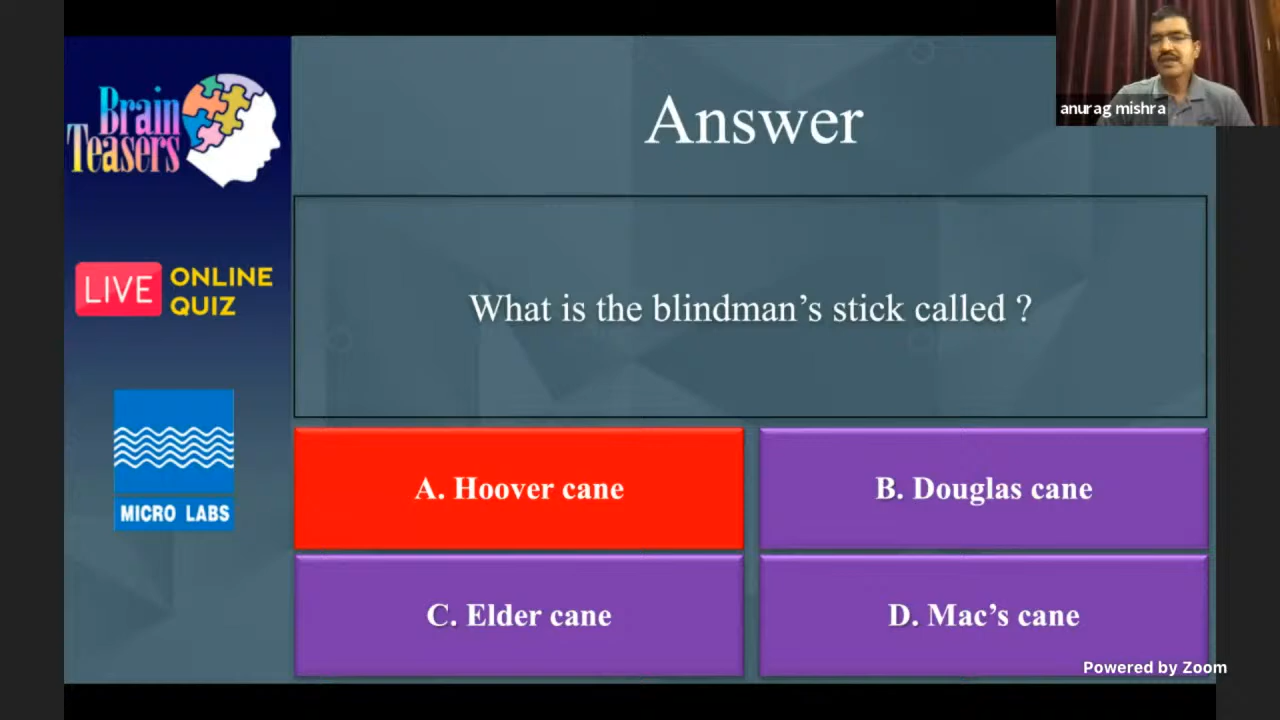 Brain
Teasers
LIVE ONLINE
QUIZ
MICRO LABS
Answer
anurag mishra
What is the blindman’s stick called ?
A. Hoover cane
B. Douglas cane
C. Elder cane
D. Mac’s cane
Powered by Zoom